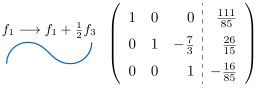 f₁ ⟶ f₁ + ½f₃
1 0 0 111/85
0 1 −7/3 26/15
0 0 1 −16/85